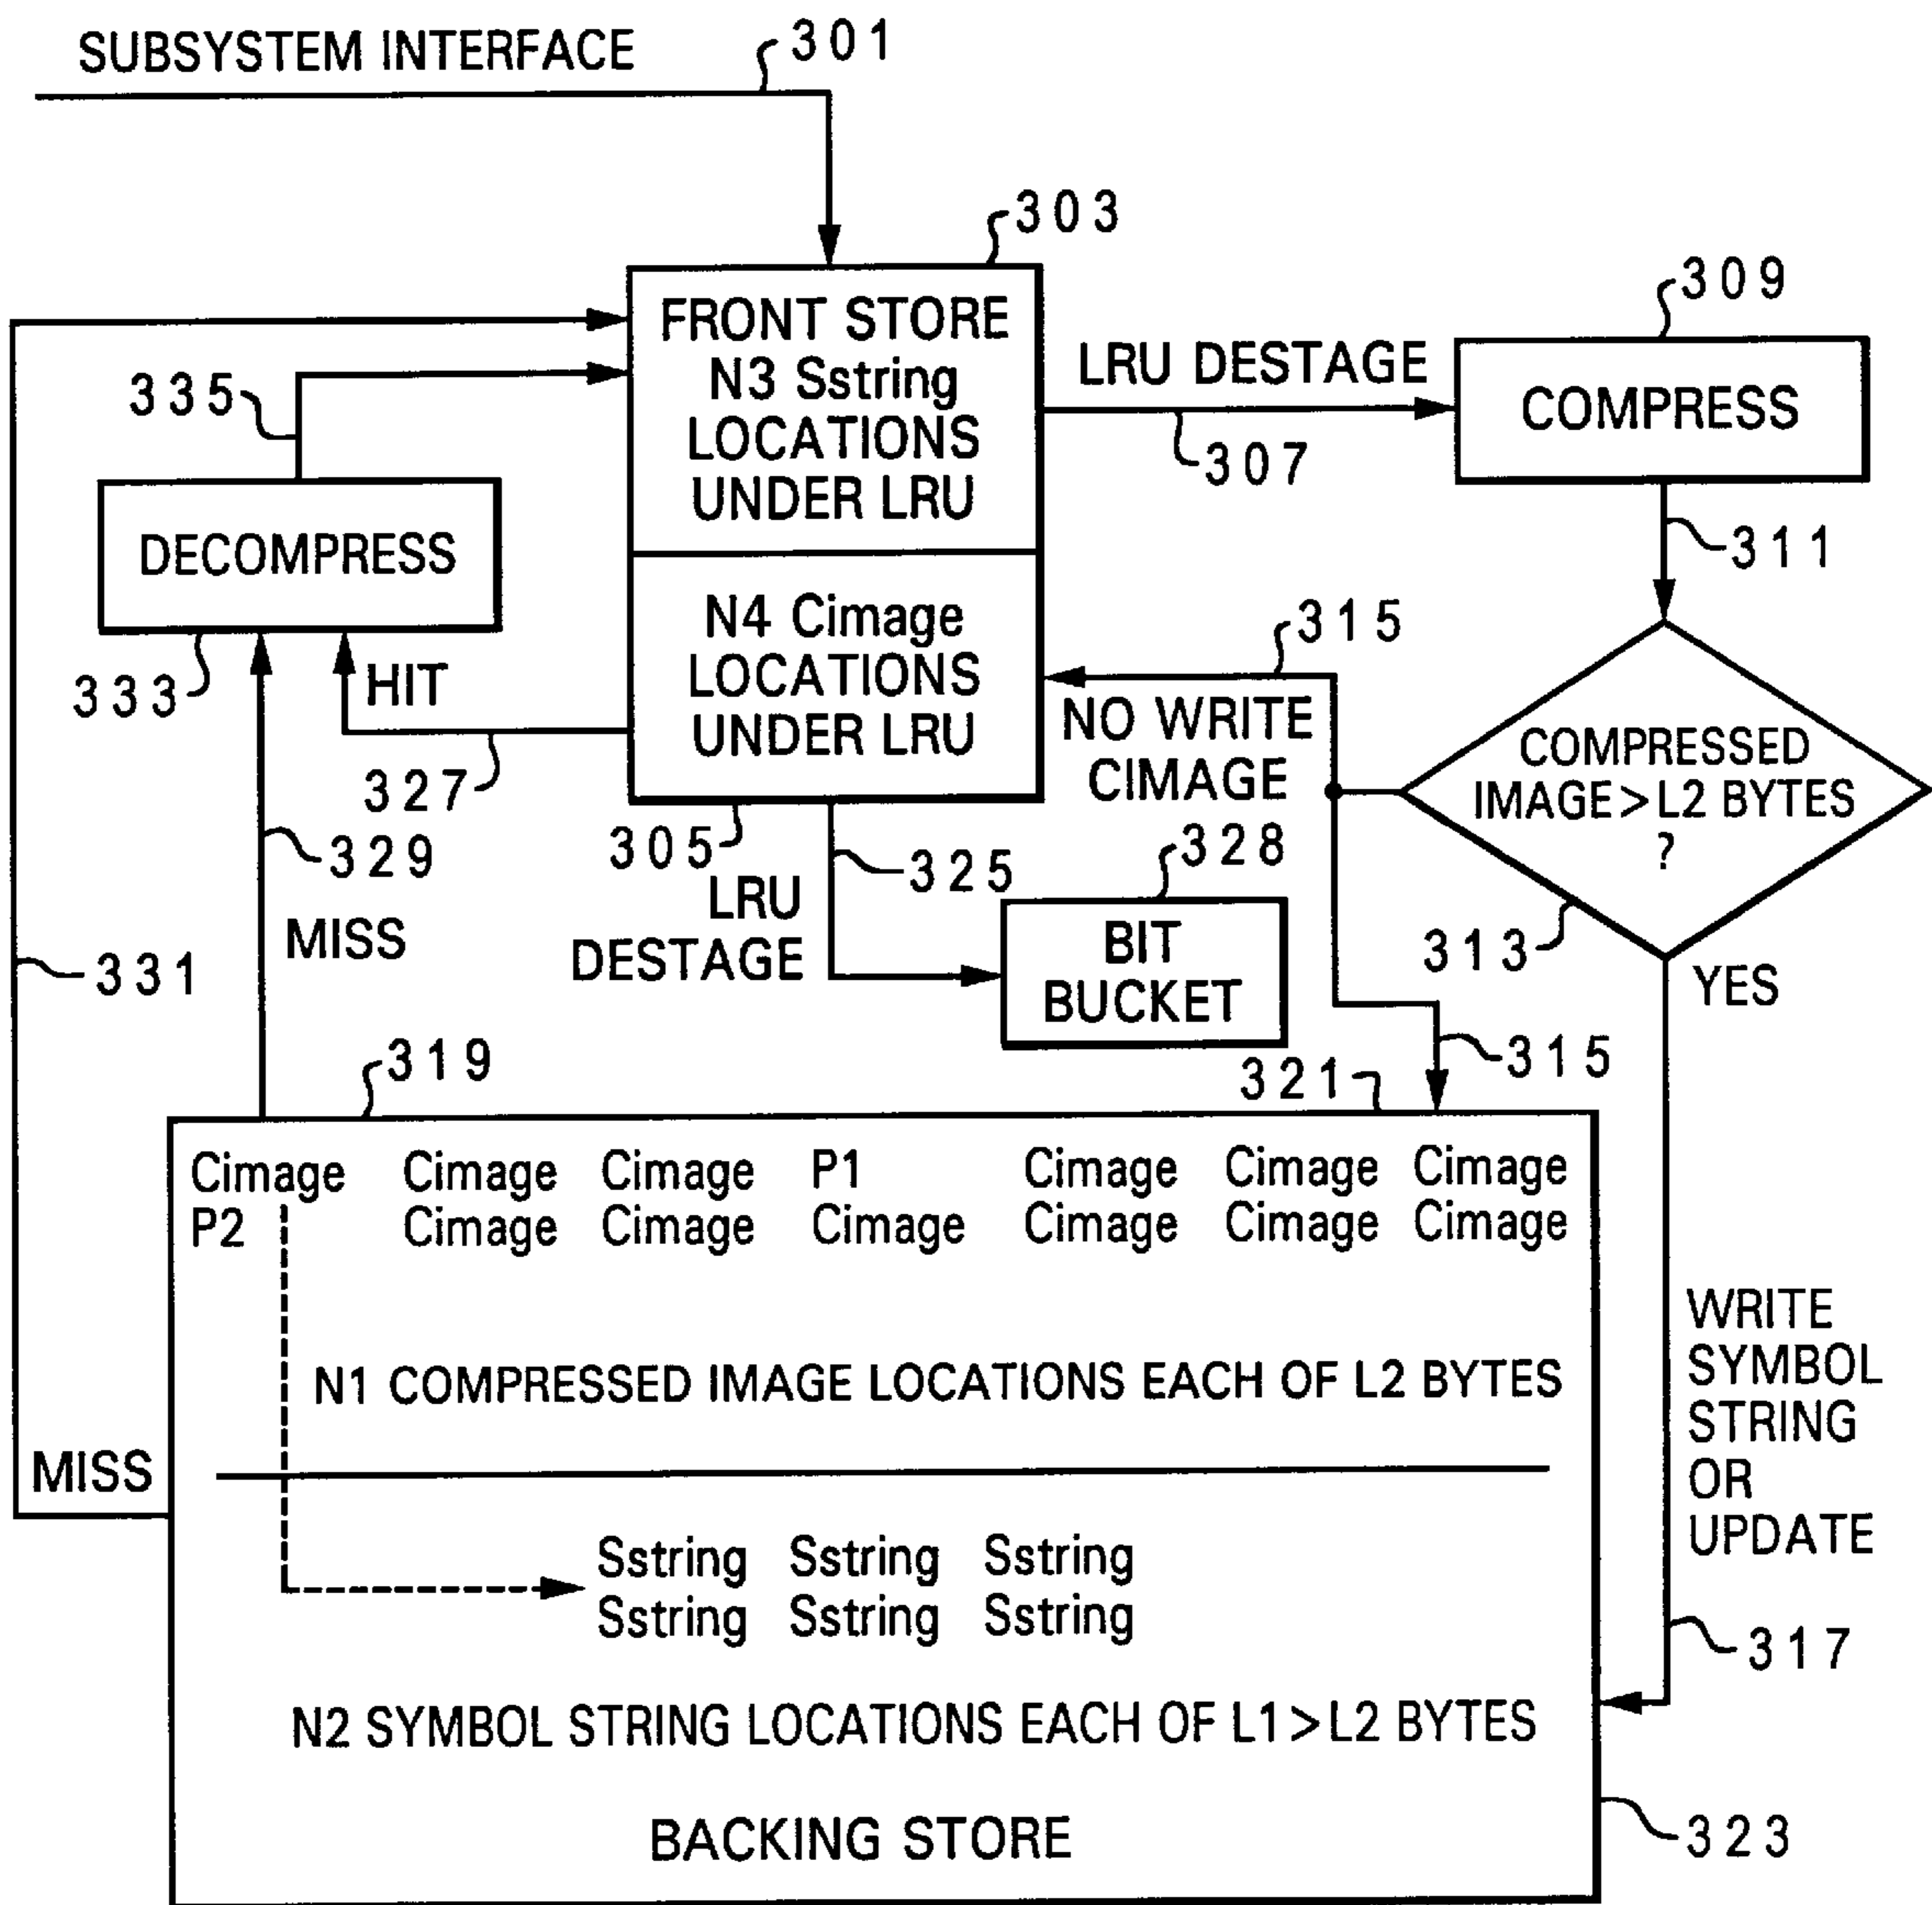 SUBSYSTEM INTERFACE
301
303
FRONT STORE
N3 Sstring
LOCATIONS
UNDER LRU
LRU DESTAGE
307
309
COMPRESS
311
335
DECOMPRESS
333
HIT
327
N4 Cimage
LOCATIONS
UNDER LRU
305
315
NO WRITE
CIMAGE
COMPRESSED
IMAGE>L2 BYTES
?
313
YES
329
MISS
331
LRU
DESTAGE
325
328
BIT
BUCKET
315
319
321
Cimage Cimage Cimage P1 Cimage Cimage Cimage
P2 Cimage Cimage Cimage Cimage Cimage Cimage
N1 COMPRESSED IMAGE LOCATIONS EACH OF L2 BYTES
MISS
WRITE
SYMBOL
STRING
OR
UPDATE
317
Sstring Sstring Sstring
Sstring Sstring Sstring
N2 SYMBOL STRING LOCATIONS EACH OF L1>L2 BYTES
BACKING STORE
323